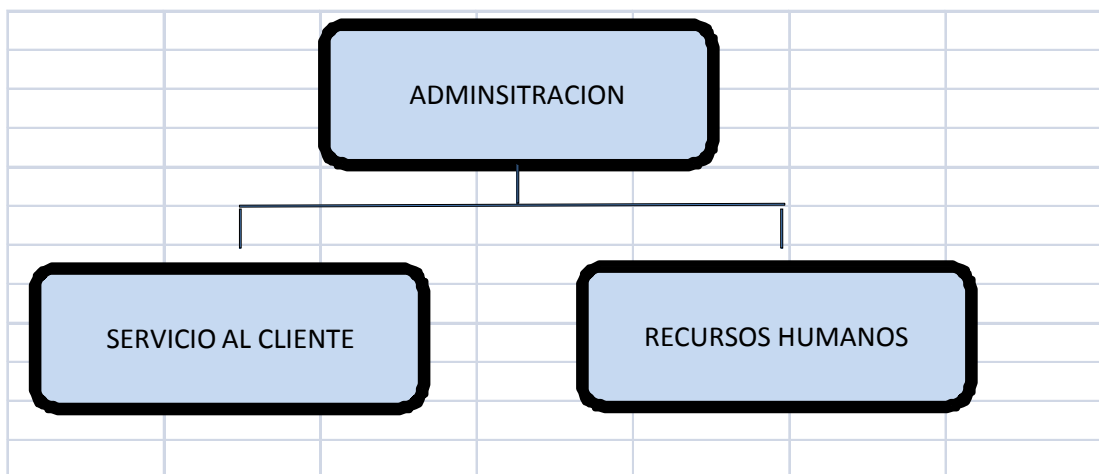 ADMINSITRACION
SERVICIO AL CLIENTE
RECURSOS HUMANOS